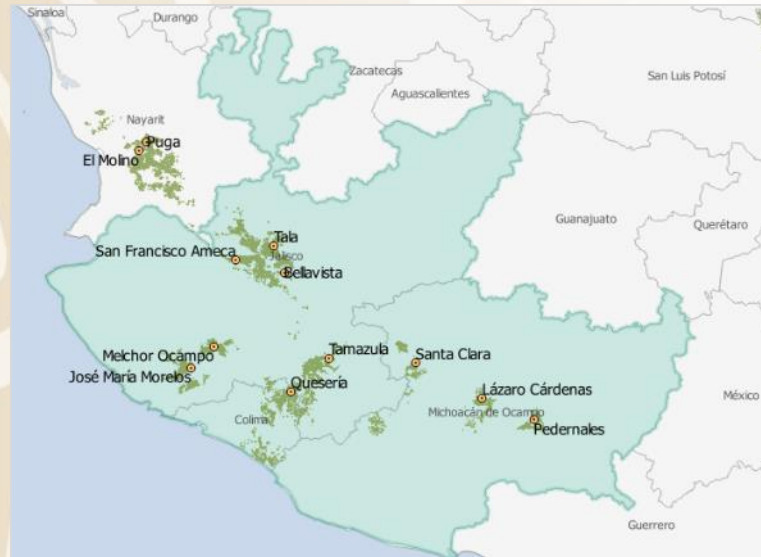 Sinaloa
Durango
Zacatecas
San Luis Potosí
Aguascalientes
Nayarit
Puga
El Molino
Guanajuato
Querétaro
Tala
San Francisco Ameca
Jalisco
Bellavista
Melchor Ocampo
Tamazula
Santa Clara
José María Morelos
Quesería
Lázaro Cárdenas
México
Colima
Michoacán de Ocampo
Pedernales
Guerrero